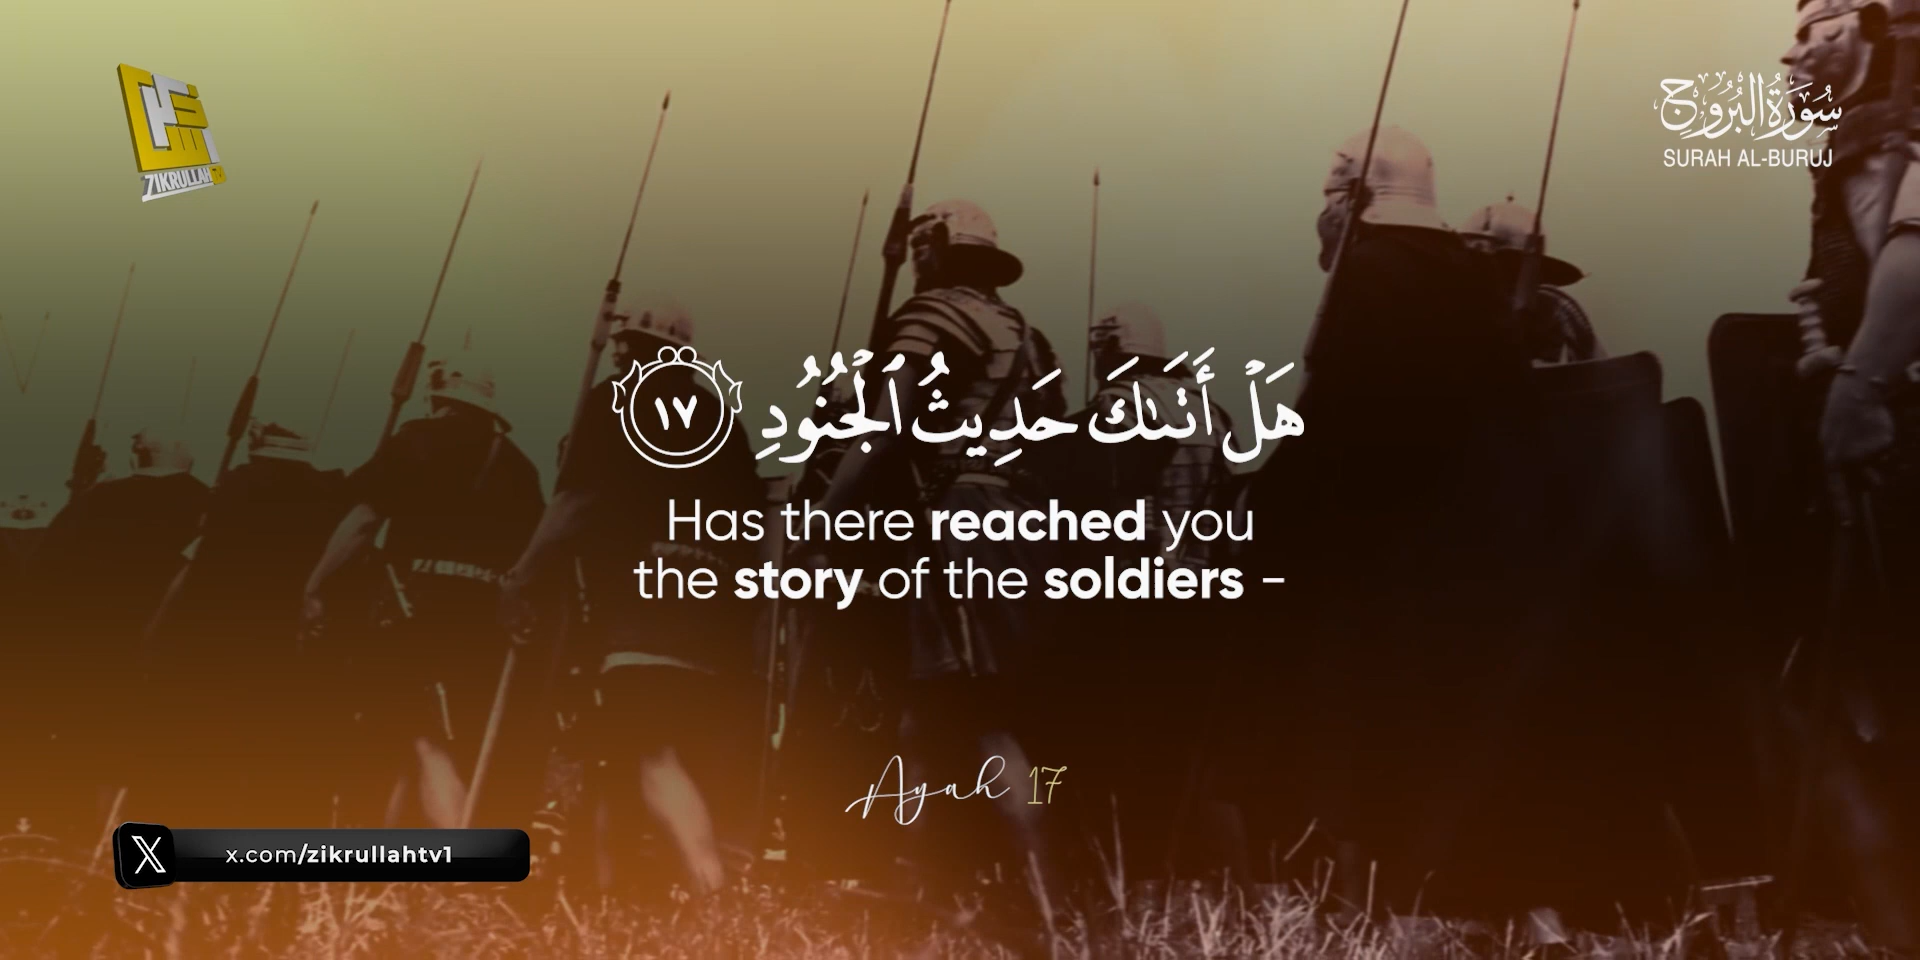 ZIKRULLAH TV
سُورَةُ البُرُوجِ
SURAH AL-BURUJ
هَلْ أَتَىٰكَ حَدِيثُ ٱلْجُنُودِ ١٧
Has there reached you
the story of the soldiers -
Ayah 17
x.com/zikrullahtv1